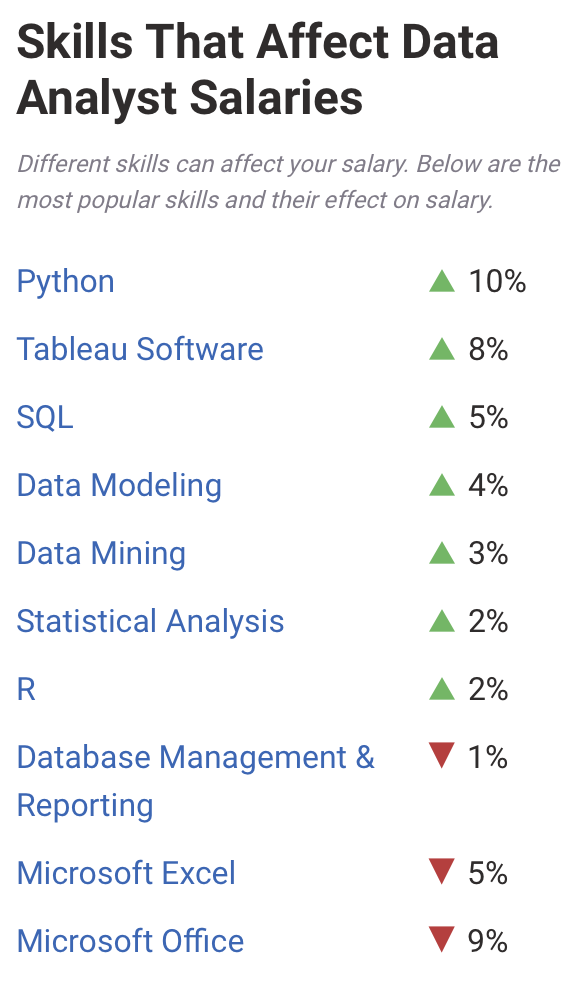 Skills That Affect Data
Analyst Salaries
Different skills can affect your salary. Below are the
most popular skills and their effect on salary.
Python ▲ 10%
Tableau Software ▲ 8%
SQL ▲ 5%
Data Modeling ▲ 4%
Data Mining ▲ 3%
Statistical Analysis ▲ 2%
R ▲ 2%
Database Management & ▼ 1%
Reporting
Microsoft Excel ▼ 5%
Microsoft Office ▼ 9%